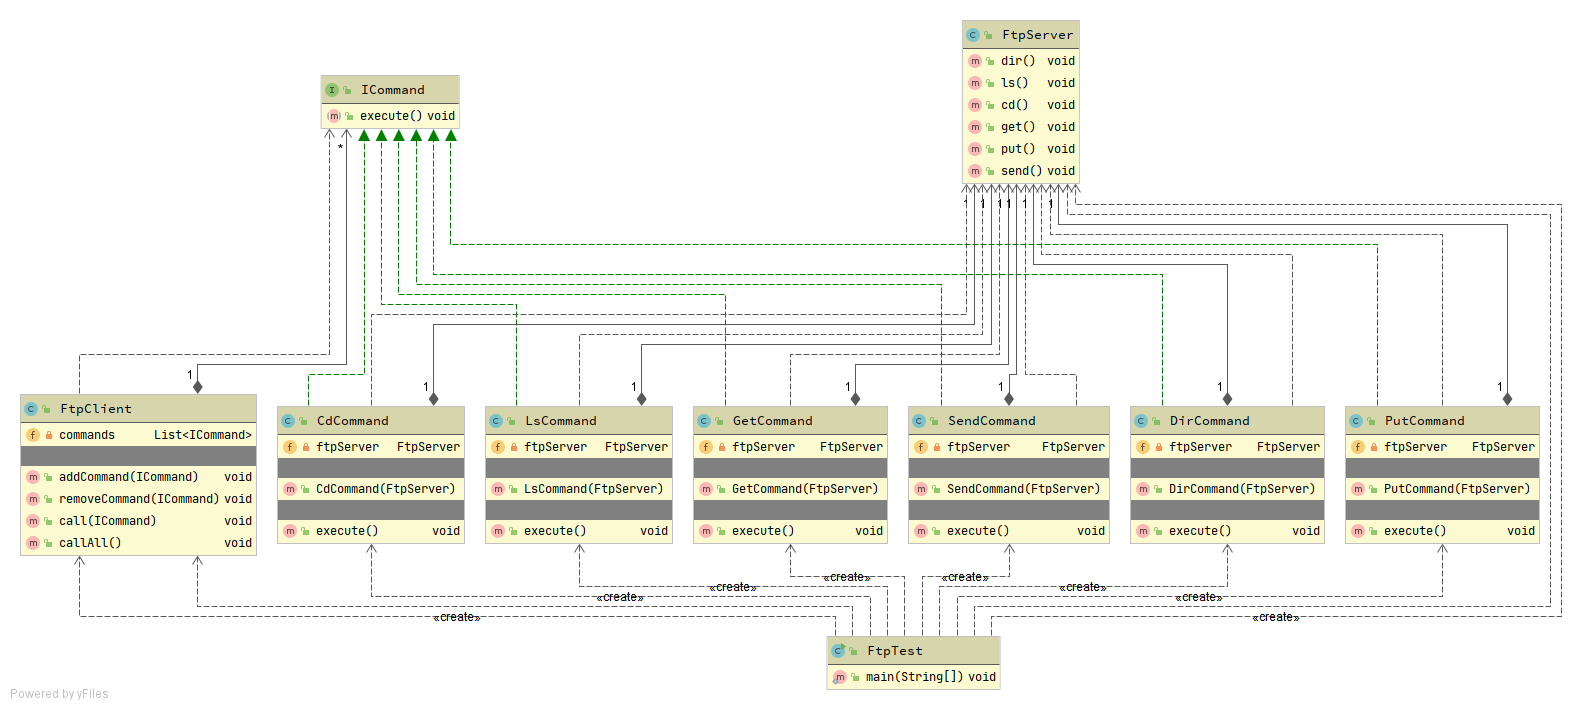 FtpServer
dir() void
ls() void
cd() void
get() void
put() void
send() void
ICommand
execute() void
*
1 1 1 1 1 1
1
1
1
1
1
1
1
FtpClient
commands List<ICommand>
addCommand(ICommand) void
removeCommand(ICommand) void
call(ICommand) void
callAll() void
CdCommand
ftpServer FtpServer
CdCommand(FtpServer)
execute() void
LsCommand
ftpServer FtpServer
LsCommand(FtpServer)
execute() void
GetCommand
ftpServer FtpServer
GetCommand(FtpServer)
execute() void
SendCommand
ftpServer FtpServer
SendCommand(FtpServer)
execute() void
DirCommand
ftpServer FtpServer
DirCommand(FtpServer)
execute() void
PutCommand
ftpServer FtpServer
PutCommand(FtpServer)
execute() void
«create»
«create»
«create»
«create»
«create»
«create»
«create»
«create»
FtpTest
main(String[]) void
Powered by yFiles